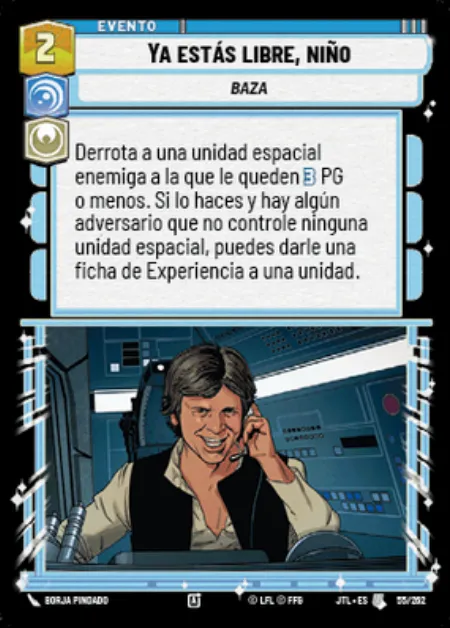 EVENTO
2
YA ESTÁS LIBRE, NIÑO
BAZA
Derrota a una unidad espacial
enemiga a la que le queden 3 PG
o menos. Si lo haces y hay algún
adversario que no controle ninguna
unidad espacial, puedes darle una
ficha de Experiencia a una unidad.
BORJA PINDADO
A
© LFL © FFG
JTL • ES
55/262